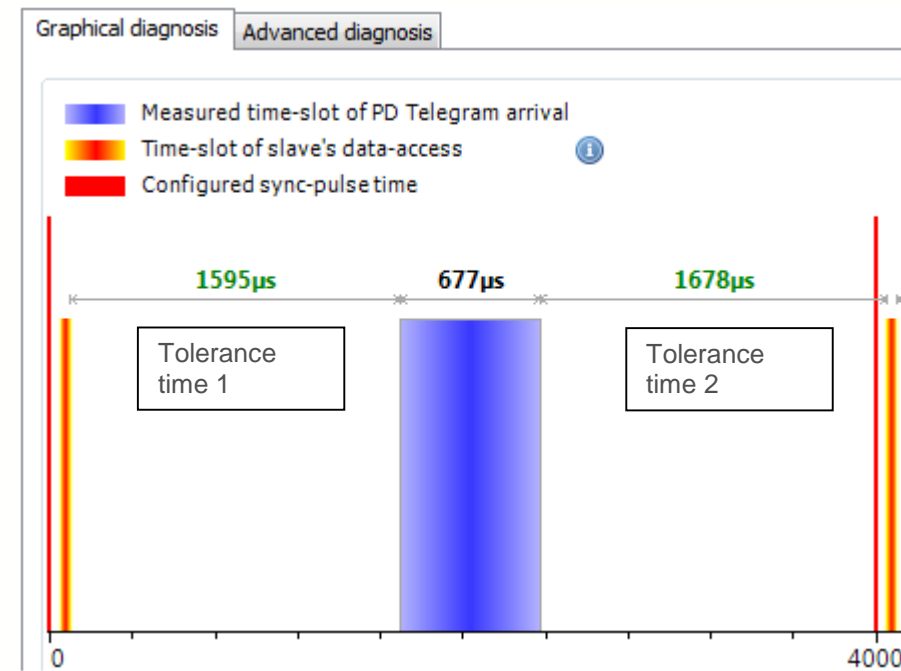 Graphical diagnosis
Advanced diagnosis
Measured time-slot of PD Telegram arrival
Time-slot of slave's data-access
Configured sync-pulse time
1595µs
677µs
1678µs
Tolerance
time 1
Tolerance
time 2
0
4000